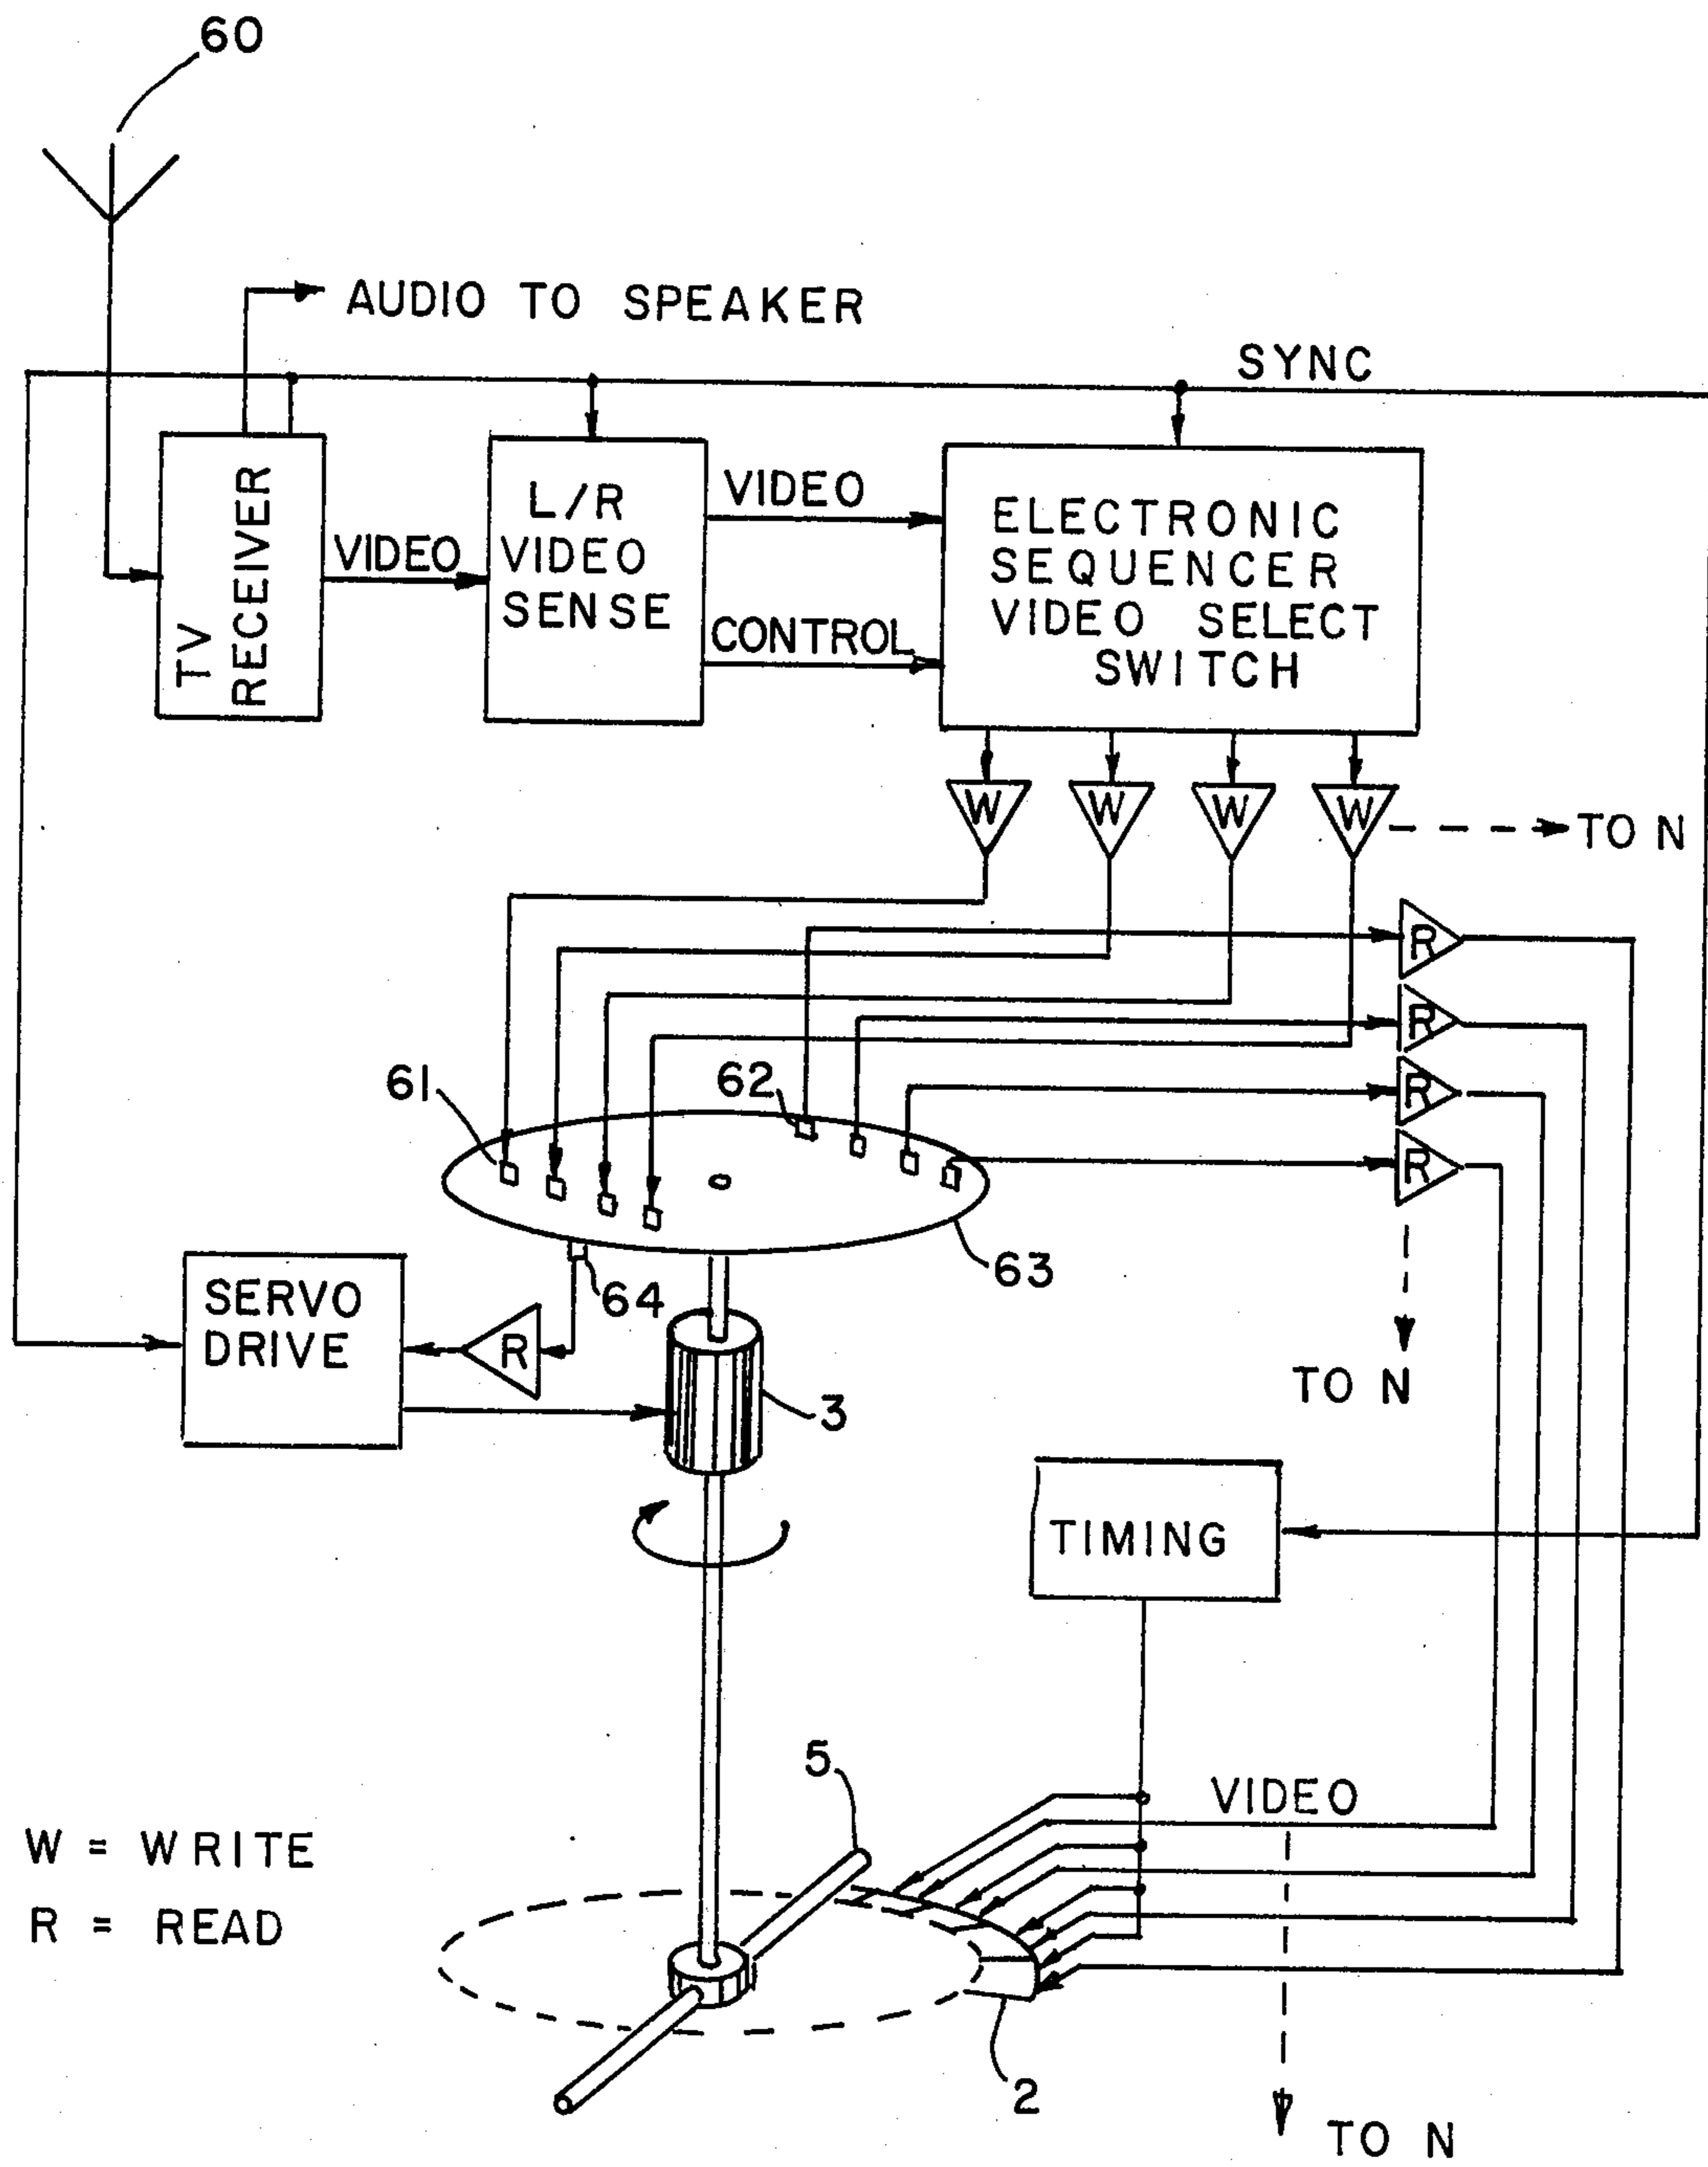 60
AUDIO TO SPEAKER
SYNC
TV
RECEIVER
VIDEO
L/R
VIDEO
SENSE
VIDEO
CONTROL
ELECTRONIC
SEQUENCER
VIDEO SELECT
SWITCH
W
W
W
W
TO N
R
R
R
R
61
62
63
64
SERVO
DRIVE
R
3
TO N
TIMING
5
VIDEO
W = WRITE
R = READ
2
TO N